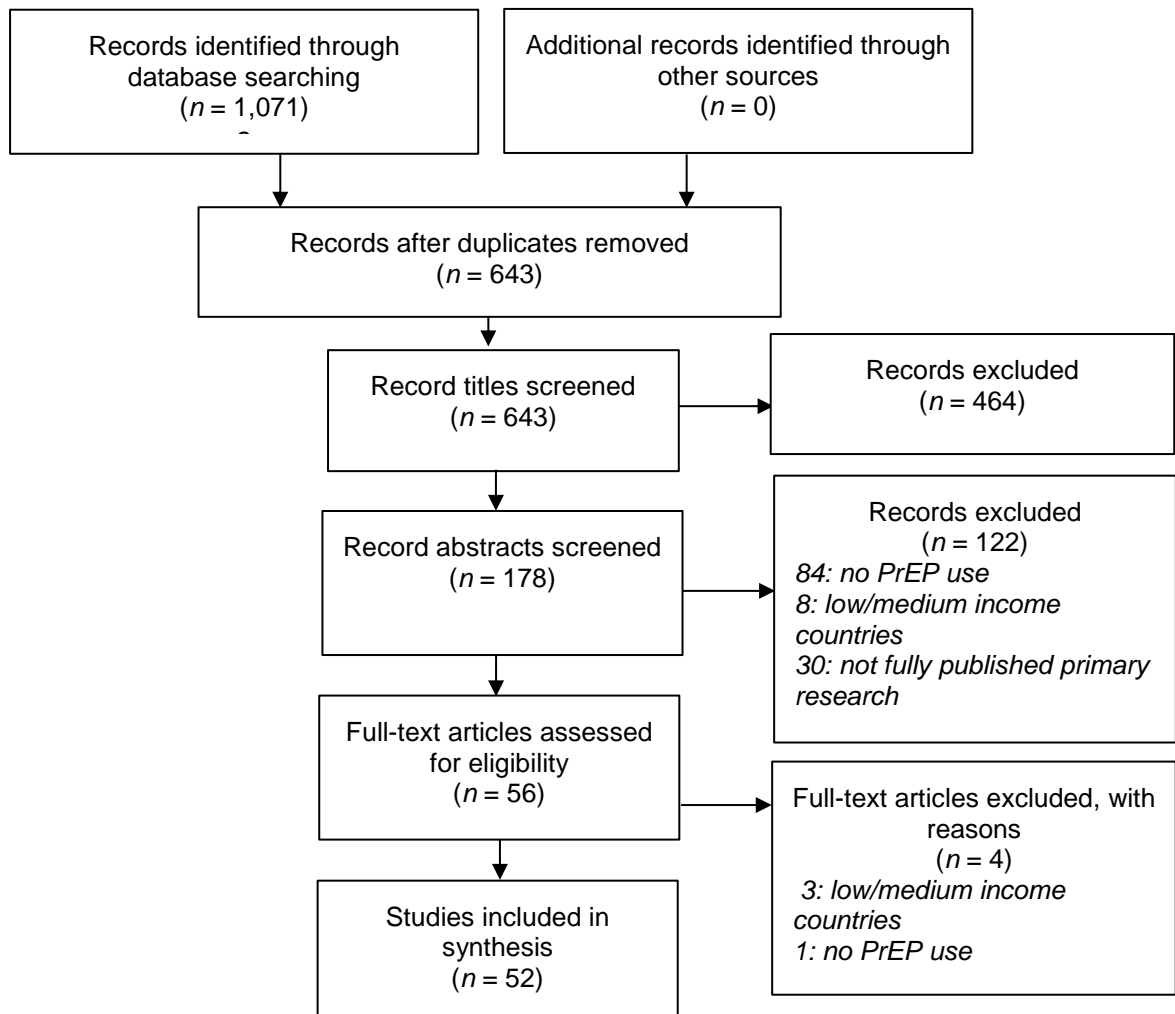 Records identified through
database searching
(n = 1,071)
Additional records identified through
other sources
(n = 0)
Records after duplicates removed
(n = 643)
Record titles screened
(n = 643)
Records excluded
(n = 464)
Record abstracts screened
(n = 178)
Records excluded
(n = 122)
84: no PrEP use
8: low/medium income
countries
30: not fully published primary
research
Full-text articles assessed
for eligibility
(n = 56)
Full-text articles excluded, with
reasons
(n = 4)
3: low/medium income
countries
1: no PrEP use
Studies included in
synthesis
(n = 52)